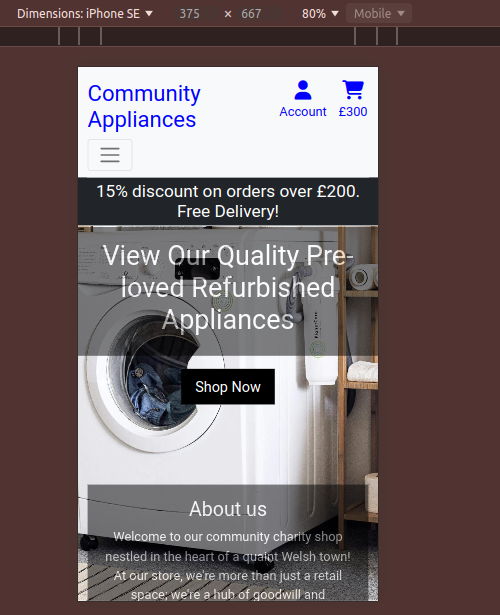 Dimensions: iPhone SE 375 × 667 80% Mobile
Community
Appliances
Account £300
15% discount on orders over £200.
Free Delivery!
View Our Quality Pre-
loved Refurbished
Appliances
Shop Now
About us
Welcome to our community charity shop
nestled in the heart of a quaint Welsh town!
At our store, we're more than just a retail
space; we're a hub of goodwill and